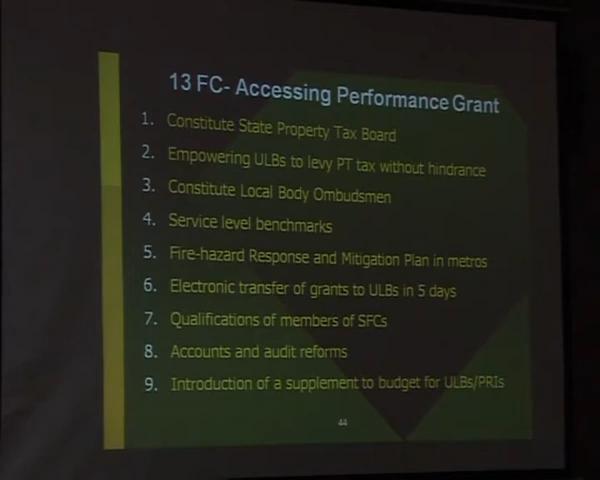 13 FC- Accessing Performance Grant
1. Constitute State Property Tax Board
2. Empowering ULBs to levy PT tax without hindrance
3. Constitute Local Body Ombudsmen
4. Service level benchmarks
5. Fire-hazard Response and Mitigation Plan in metros
6. Electronic transfer of grants to ULBs in 5 days
7. Qualifications of members of SFCs
8. Accounts and audit reforms
9. Introduction of a supplement to budget for ULBs/PRIs
44